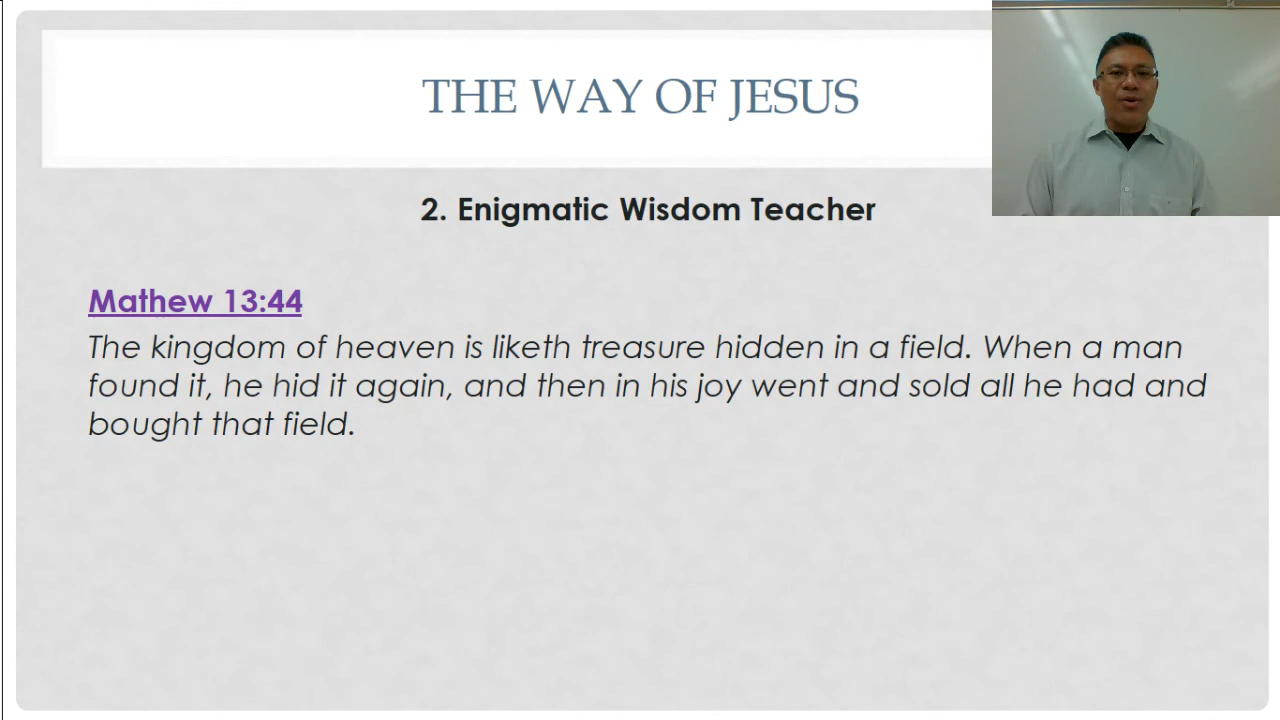 THE WAY OF JESUS
2. Enigmatic Wisdom Teacher
Mathew 13:44
The kingdom of heaven is liketh treasure hidden in a field. When a man
found it, he hid it again, and then in his joy went and sold all he had and
bought that field.